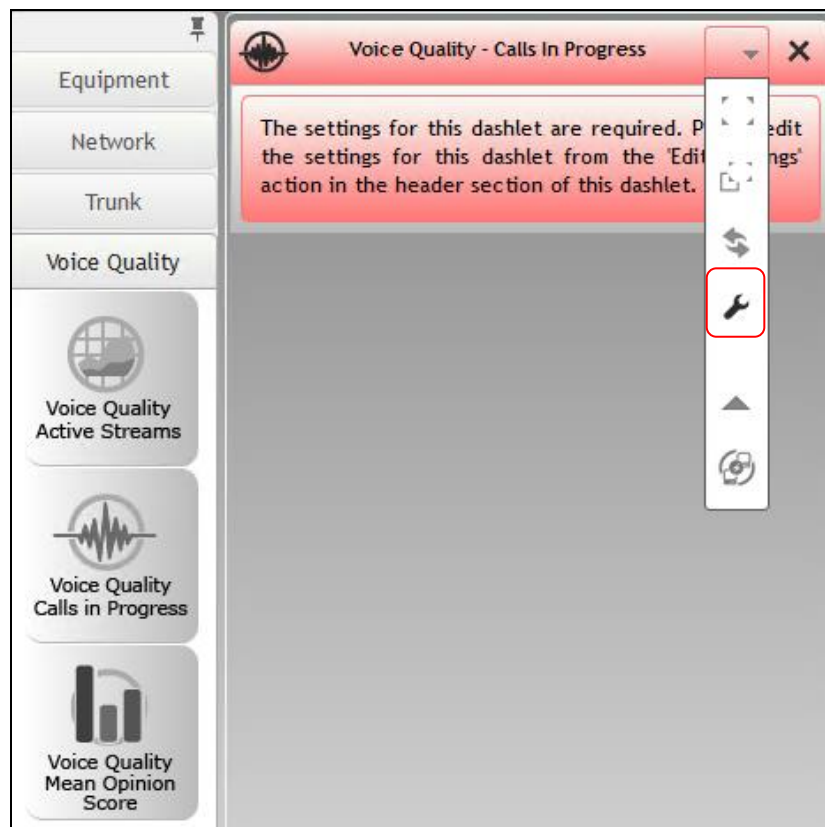 Equipment
Network
Trunk
Voice Quality
Voice Quality
Active Streams
Voice Quality
Calls in Progress
Voice Quality
Mean Opinion
Score
Voice Quality - Calls In Progress
The settings for this dashlet are required. P edit
the settings for this dashlet from the 'Edit ngs'
action in the header section of this dashlet.